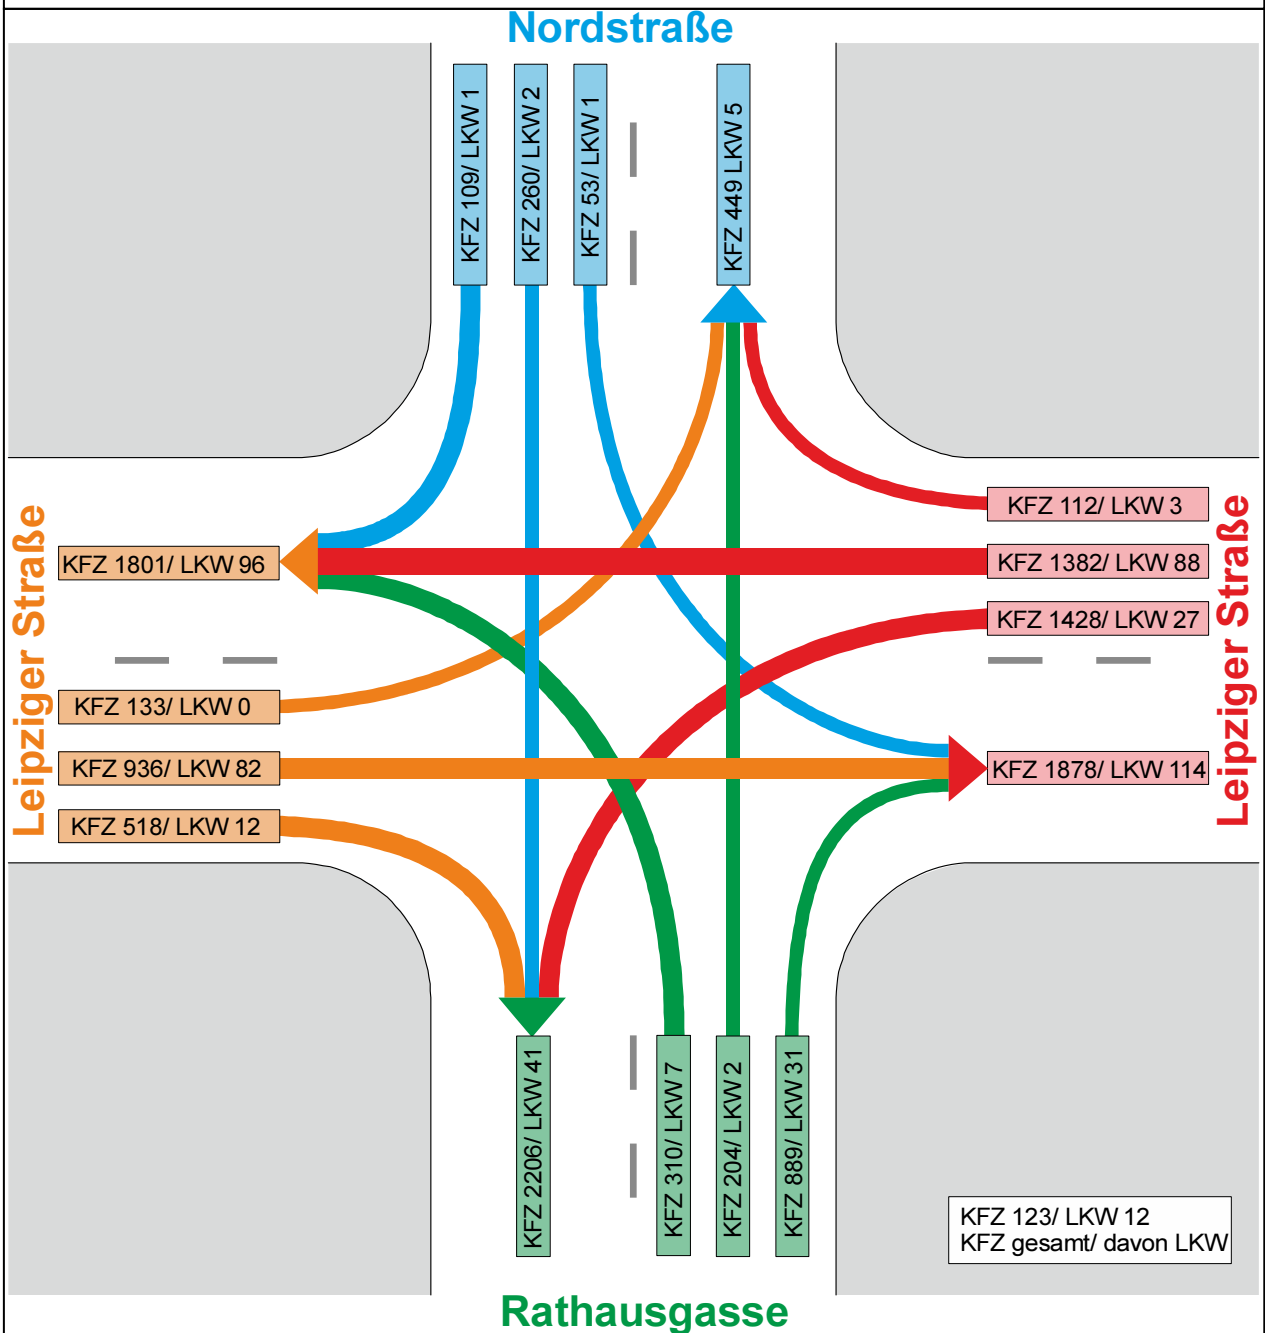 Nordstraße
KFZ 109/ LKW 1
KFZ 260/ LKW 2
KFZ 53/ LKW 1
KFZ 449 LKW 5
Leipziger Straße
KFZ 1801/ LKW 96
KFZ 133/ LKW 0
KFZ 936/ LKW 82
KFZ 518/ LKW 12
KFZ 112/ LKW 3
KFZ 1382/ LKW 88
KFZ 1428/ LKW 27
KFZ 1878/ LKW 114
Leipziger Straße
KFZ 2206/ LKW 41
KFZ 310/ LKW 7
KFZ 204/ LKW 2
KFZ 889/ LKW 31
KFZ 123/ LKW 12
KFZ gesamt/ davon LKW
Rathausgasse